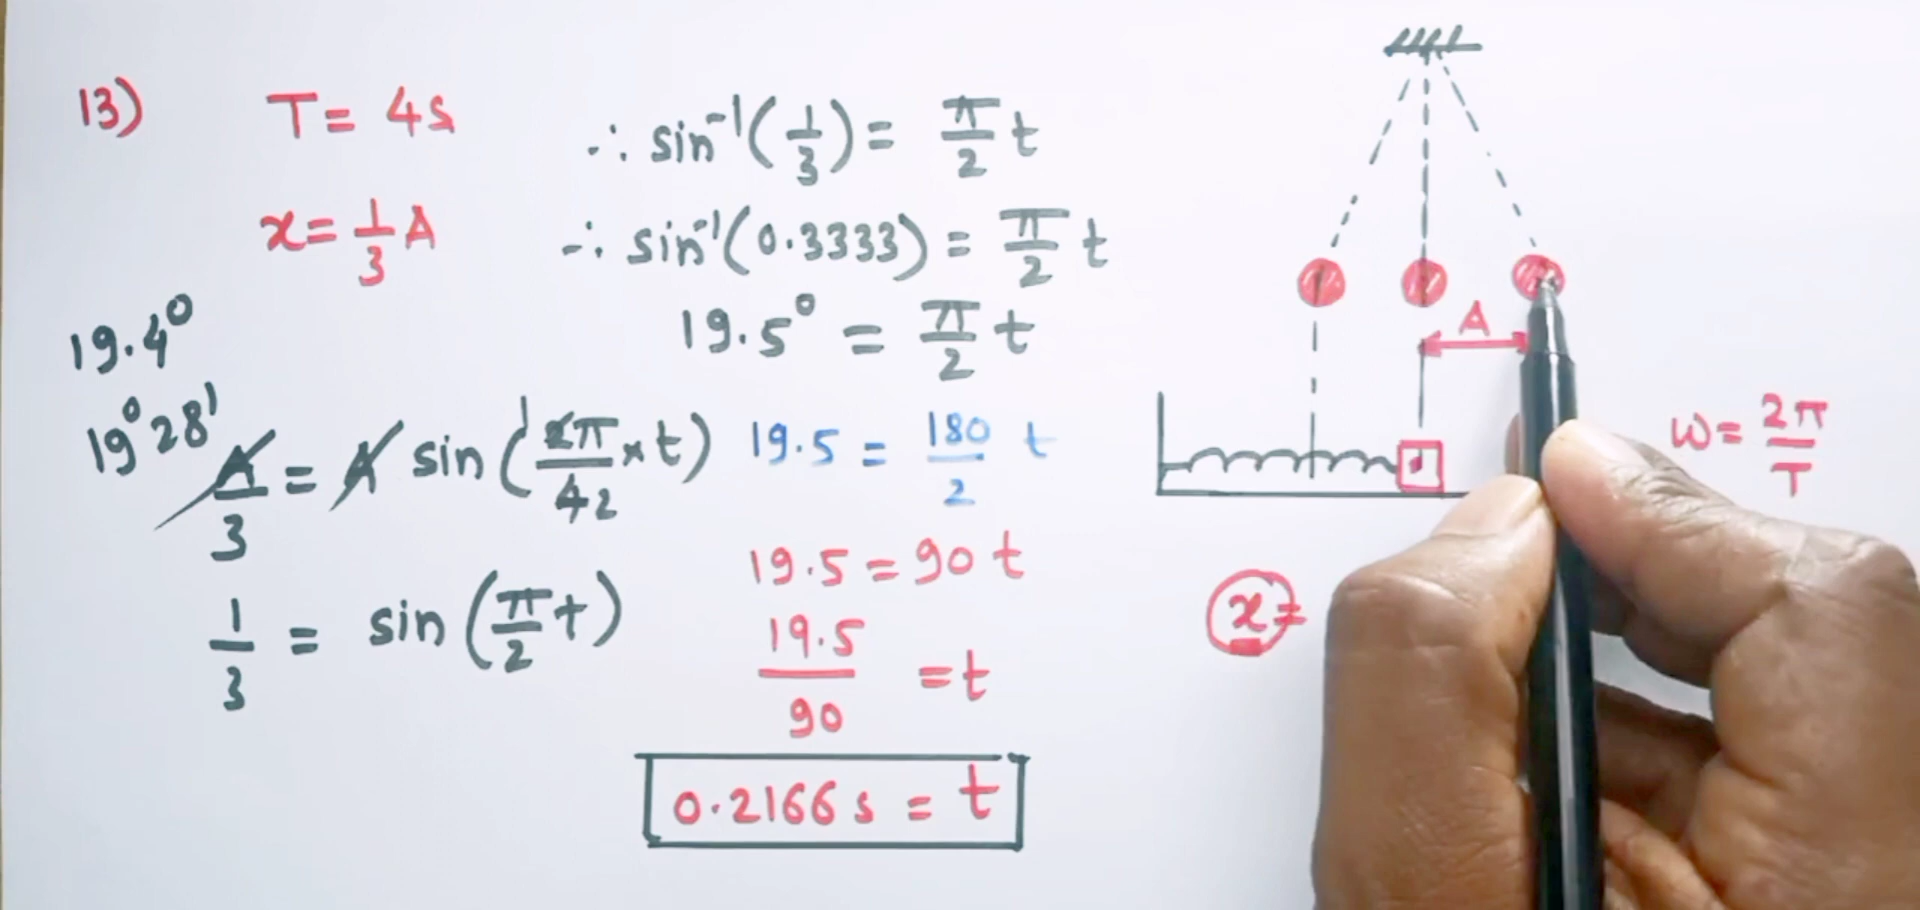 13) T = 4s
x = 1/3 A
19.4°
19°28'
A/3 = A sin(2π/4 2 × t)
1/3 = sin(π/2 t)
∴ sin⁻¹(1/3) = π/2 t
∴ sin⁻¹(0.3333) = π/2 t
19.5° = π/2 t
19.5 = 180/2 t
19.5 = 90 t
19.5/90 = t
0.2166 s = t
A
ω = 2π/T
x =